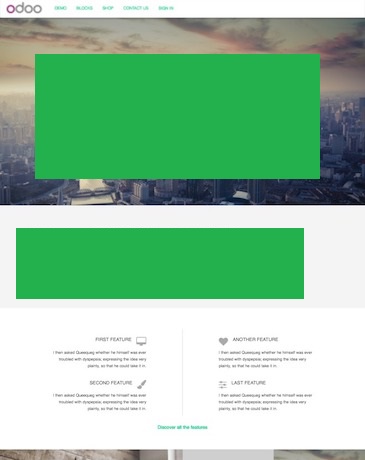 odoo
DEMO BLOCKS SHOP CONTACT US SIGN IN
FIRST FEATURE
I then asked Queequeg whether he himself was ever
troubled with dyspepsia; expressing the idea very
plainly, so that he could take it in.
ANOTHER FEATURE
I then asked Queequeg whether he himself was ever
troubled with dyspepsia; expressing the idea very
plainly, so that he could take it in.
SECOND FEATURE
I then asked Queequeg whether he himself was ever
troubled with dyspepsia; expressing the idea very
plainly, so that he could take it in.
LAST FEATURE
I then asked Queequeg whether he himself was ever
troubled with dyspepsia; expressing the idea very
plainly, so that he could take it in.
Discover all the features